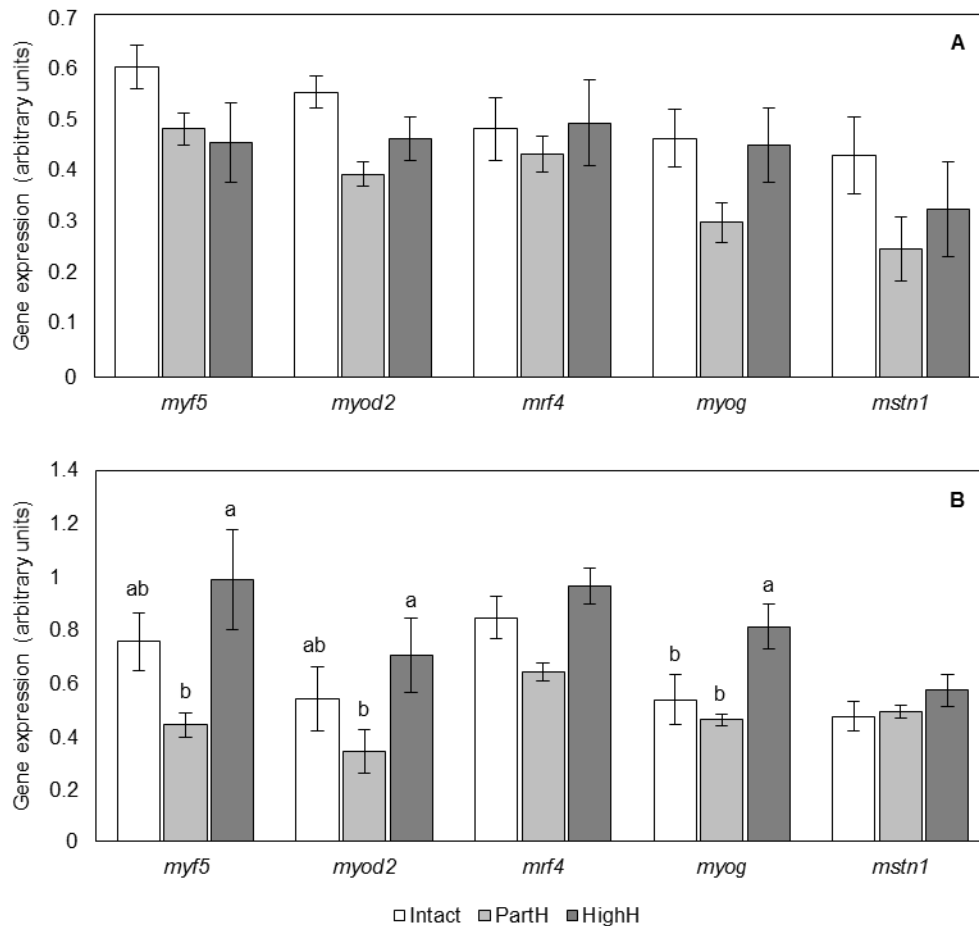 Gene expression (arbitrary units)
0.7
0.6
0.5
0.4
0.3
0.2
0.1
0
A
myf5 myod2 mrf4 myog mstn1
Gene expression (arbitrary units)
1.4
1.2
1
0.8
0.6
0.4
0.2
0
B
ab b a
ab b a
b b a
myf5 myod2 mrf4 myog mstn1
Intact PartH HighH